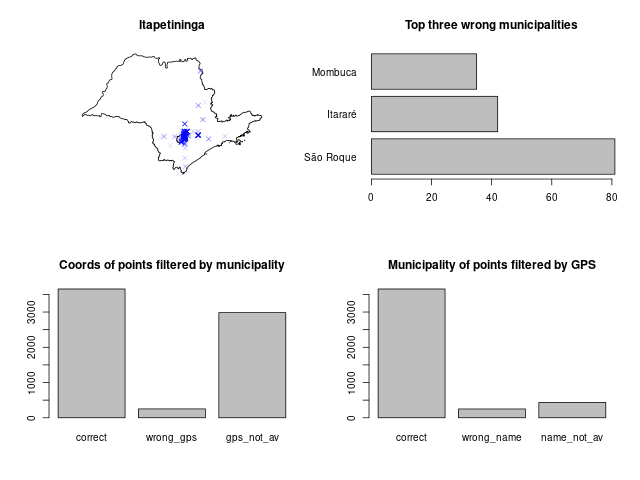 Itapetininga
Top three wrong municipalities
Mombuca
Itararé
São Roque
0 20 40 60 80
Coords of points filtered by municipality
0 1000 2000 3000
correct wrong_gps gps_not_av
Municipality of points filtered by GPS
0 1000 2000 3000
correct wrong_name name_not_av